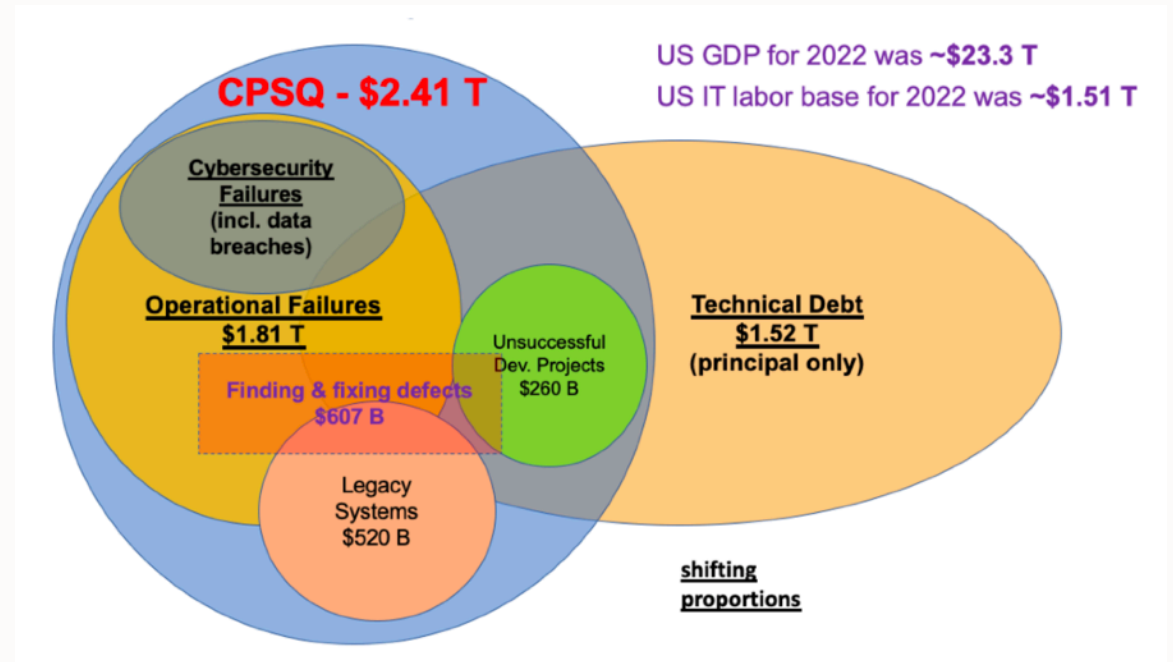 CPSQ - $2.41 T
US GDP for 2022 was ~$23.3 T
US IT labor base for 2022 was ~$1.51 T
Cybersecurity
Failures
(incl. data
breaches)
Operational Failures
$1.81 T
Unsuccessful
Dev. Projects
$260 B
Technical Debt
$1.52 T
(principal only)
Finding & fixing defects
$607 B
Legacy
Systems
$520 B
shifting
proportions